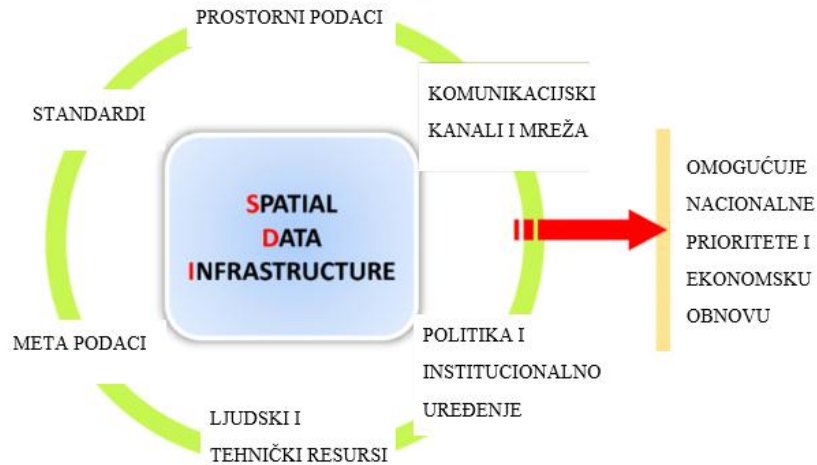 PROSTORNI PODACI
KOMUNIKACIJSKI
KANALI I MREŽA
STANDARDI
SPATIAL
DATA
INFRASTRUCTURE
OMOGUĆUJE
NACIONALNE
PRIORITETE I
EKONOMSKU
OBNOVU
META PODACI
POLITIKA I
INSTITUCIONALNO
UREĐENJE
LJUDSKI I
TEHNIČKI RESURSI